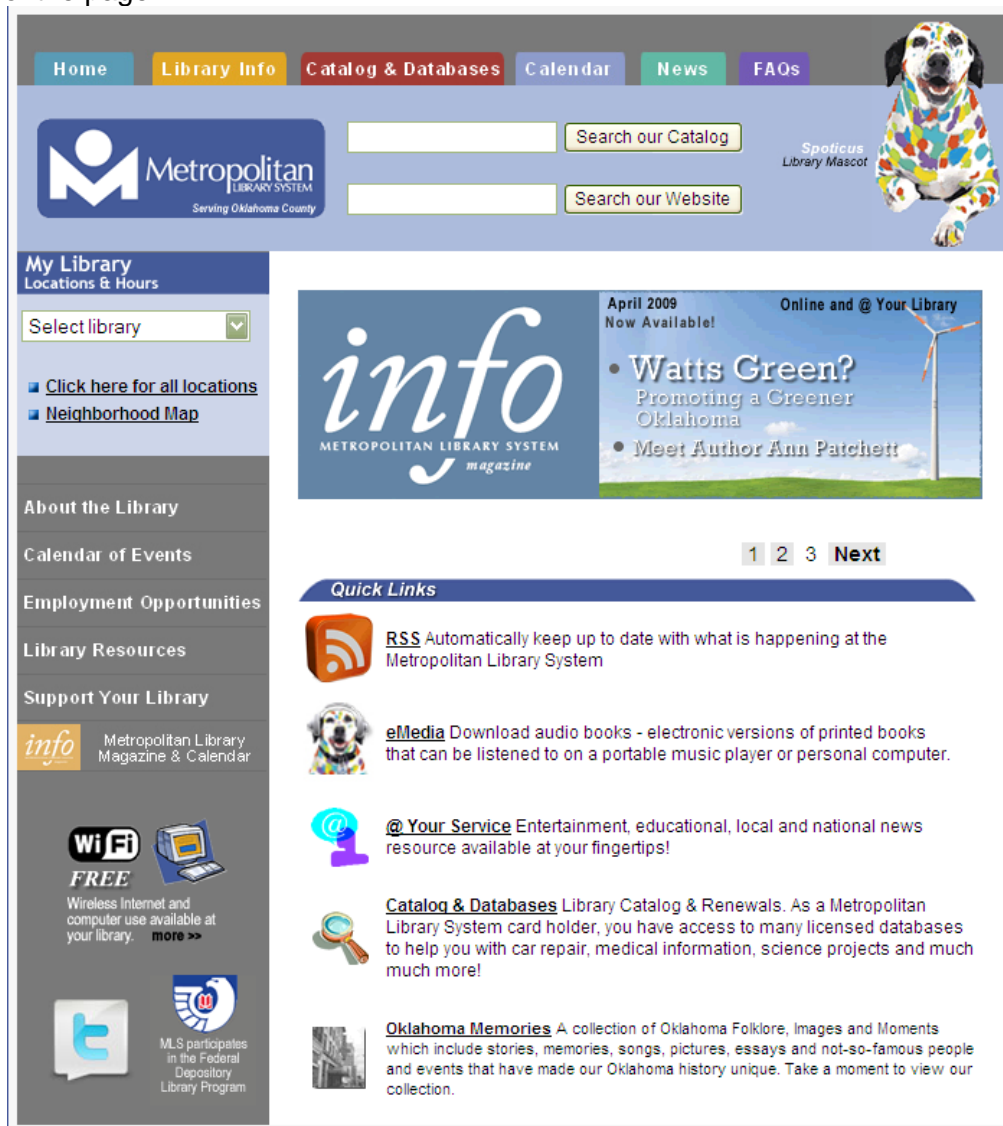 Home Library Info Catalog & Databases Calendar News FAQs
Metropolitan
LIBRARY SYSTEM
Serving Oklahoma County
Search our Catalog
Search our Website
Spoticus
Library Mascot
My Library
Locations & Hours
Select library
Click here for all locations
Neighborhood Map
About the Library
Calendar of Events
Employment Opportunities
Library Resources
Support Your Library
info Metropolitan Library
Magazine & Calendar
Wi Fi
FREE
Wireless Internet and
computer use available at
your library. more >>
t
MLS participates
in the Federal
Depository
Library Program
info
METROPOLITAN LIBRARY SYSTEM
magazine
April 2009 Online and @ Your Library
Now Available!
• Watts Green?
Promoting a Greener
Oklahoma
• Meet Author Ann Patchett
1 2 3 Next
Quick Links
RSS Automatically keep up to date with what is happening at the
Metropolitan Library System
eMedia Download audio books - electronic versions of printed books
that can be listened to on a portable music player or personal computer.
@ Your Service Entertainment, educational, local and national news
resource available at your fingertips!
Catalog & Databases Library Catalog & Renewals. As a Metropolitan
Library System card holder, you have access to many licensed databases
to help you with car repair, medical information, science projects and much
much more!
Oklahoma Memories A collection of Oklahoma Folklore, Images and Moments
which include stories, memories, songs, pictures, essays and not-so-famous people
and events that have made our Oklahoma history unique. Take a moment to view our
collection.